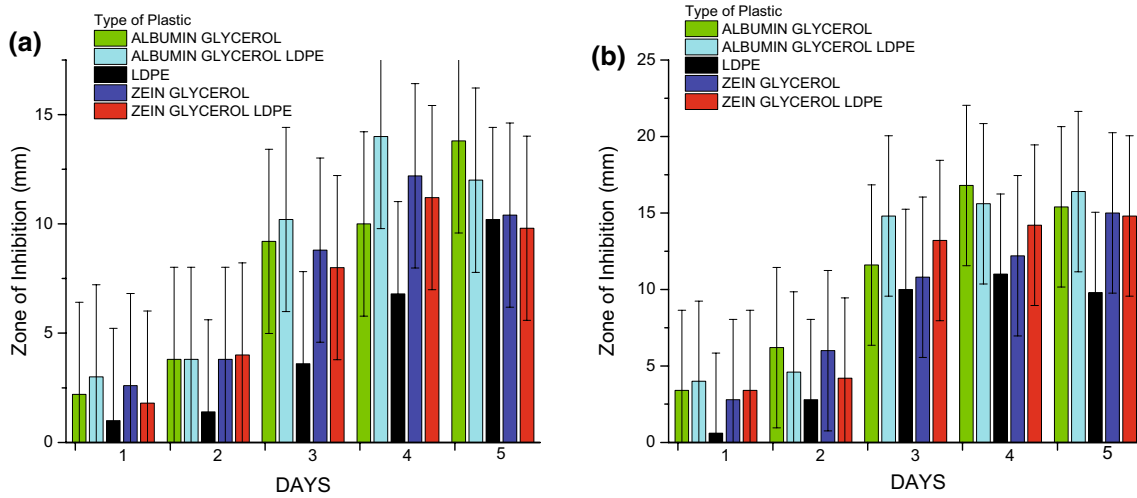 (a)
Type of Plastic
ALBUMIN GLYCEROL
ALBUMIN GLYCEROL LDPE
LDPE
ZEIN GLYCEROL
ZEIN GLYCEROL LDPE
Zone of Inhibition (mm)
15
10
5
0
1 2 3 4 5
DAYS
(b)
Type of Plastic
ALBUMIN GLYCEROL
ALBUMIN GLYCEROL LDPE
LDPE
ZEIN GLYCEROL
ZEIN GLYCEROL LDPE
Zone of Inhibition (mm)
25
20
15
10
5
0
1 2 3 4 5
DAYS